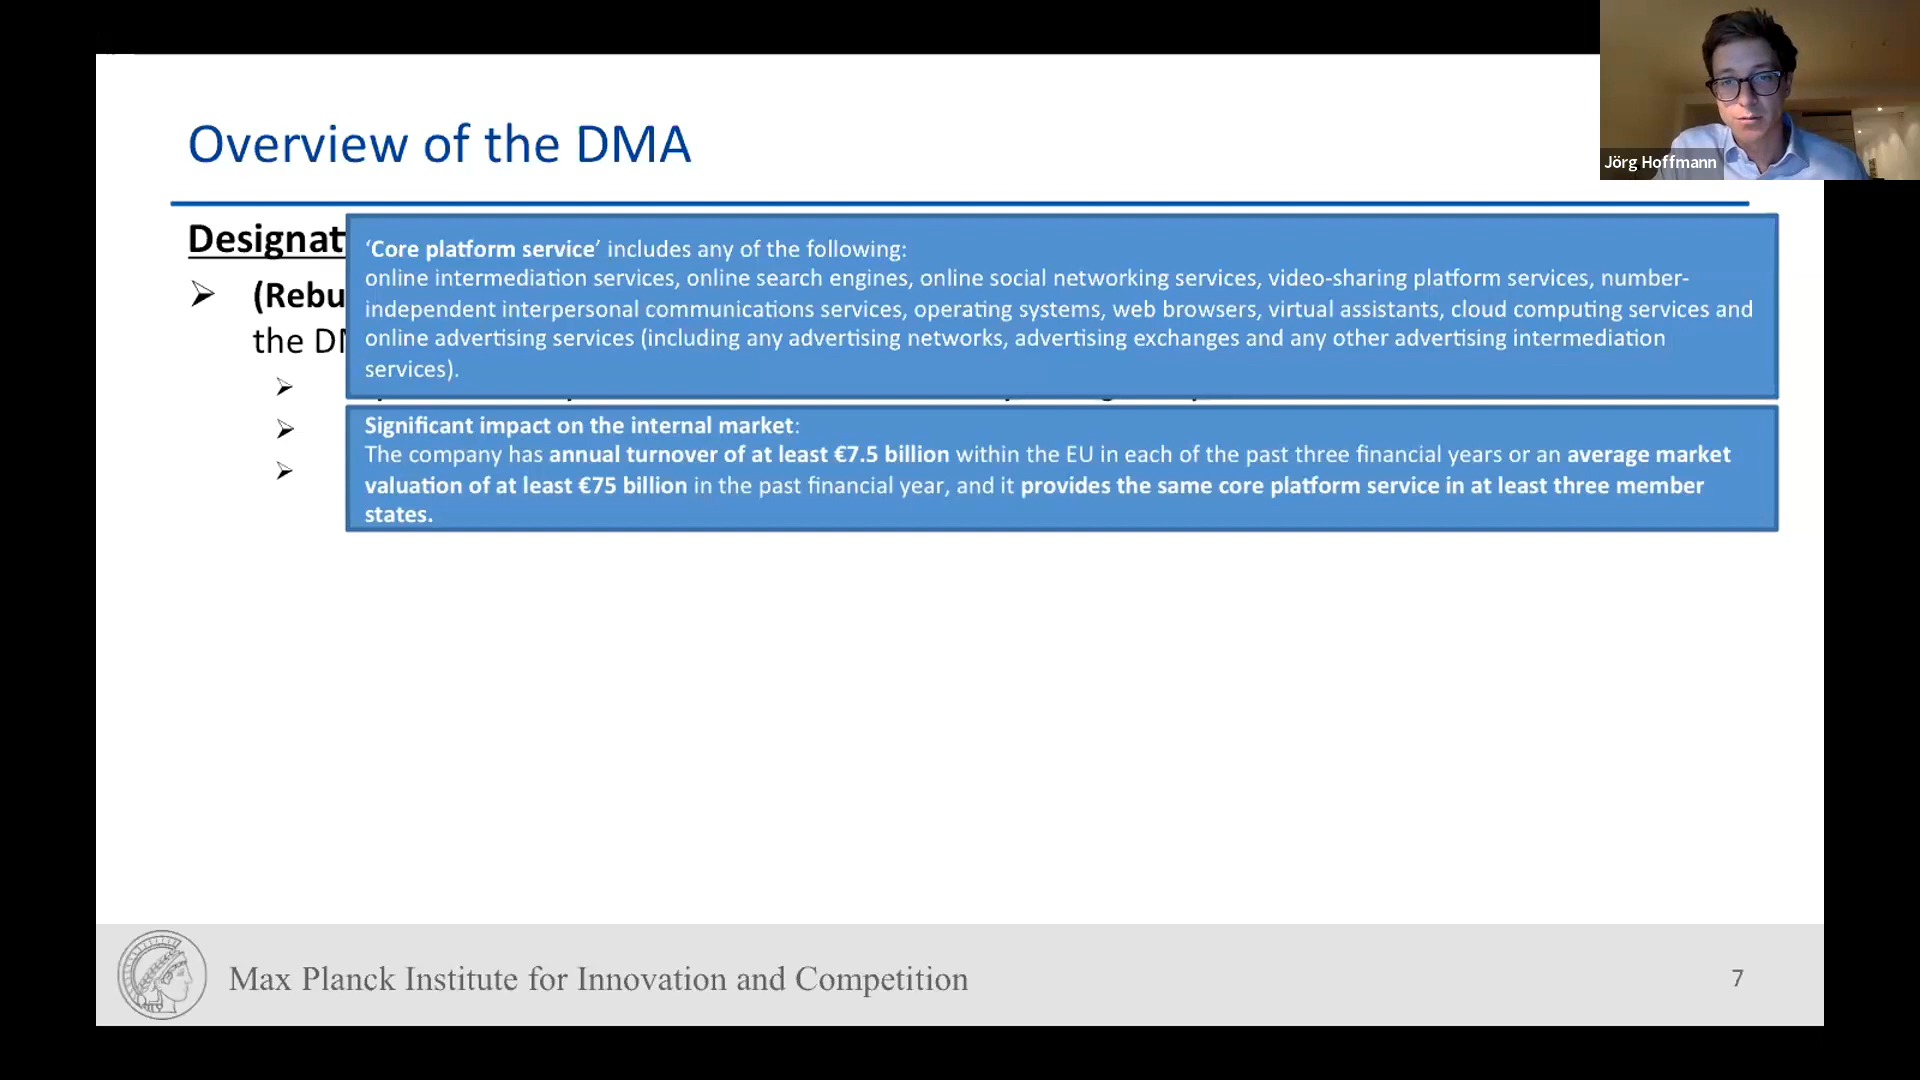 Jörg Hoffmann
Overview of the DMA
Designat
(Rebu
the DM
‘Core platform service’ includes any of the following:
online intermediation services, online search engines, online social networking services, video-sharing platform services, number-
independent interpersonal communications services, operating systems, web browsers, virtual assistants, cloud computing services and
online advertising services (including any advertising networks, advertising exchanges and any other advertising intermediation
services).
Significant impact on the internal market:
The company has annual turnover of at least €7.5 billion within the EU in each of the past three financial years or an average market
valuation of at least €75 billion in the past financial year, and it provides the same core platform service in at least three member
states.
Max Planck Institute for Innovation and Competition
7